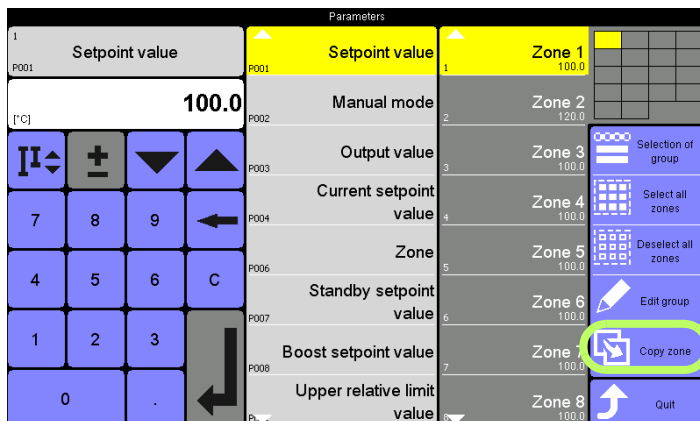 Parameters
1
Setpoint value
P001
100.0
[°C]
7
8
9
4
5
6
C
1
2
3
0
.
Setpoint value
P001
Manual mode
P002
Output value
P003
Current setpoint
value
P004
Zone
P006
Standby setpoint
value
P007
Boost setpoint value
P008
Upper relative limit
value
Zone 1
1
100.0
Zone 2
2
120.0
Zone 3
3
100.0
Zone 4
4
100.0
Zone 5
5
100.0
Zone 6
6
100.0
Zone 7
7
100.0
Zone 8
8
100.0
Selection of
group
Select all
zones
Deselect all
zones
Edit group
Copy zone
Quit